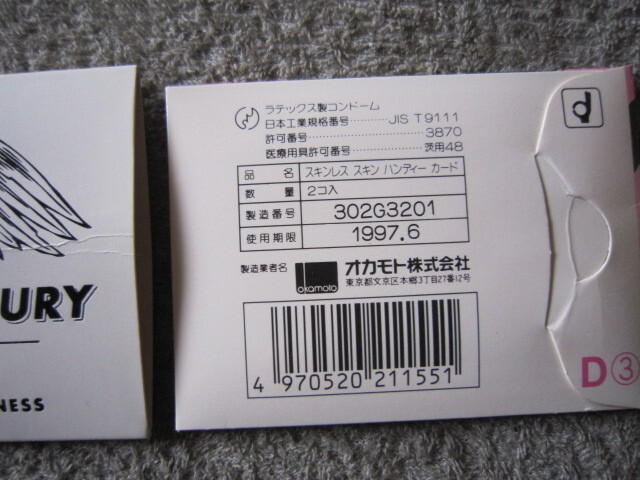 URY
NESS
ラテックス製コンドーム
日本工業規格番号………JIS T9111
許可番号………………3870
医療用具許可番号………茨用48
品名 スキンレス スキン ハンディー カード
数量 2コ入
製造番号 302G3201
使用期限 1997.6
製造業者名 okamoto オカモト株式会社
東京都文京区本郷3丁目27番12号
4 970520 211551
D③